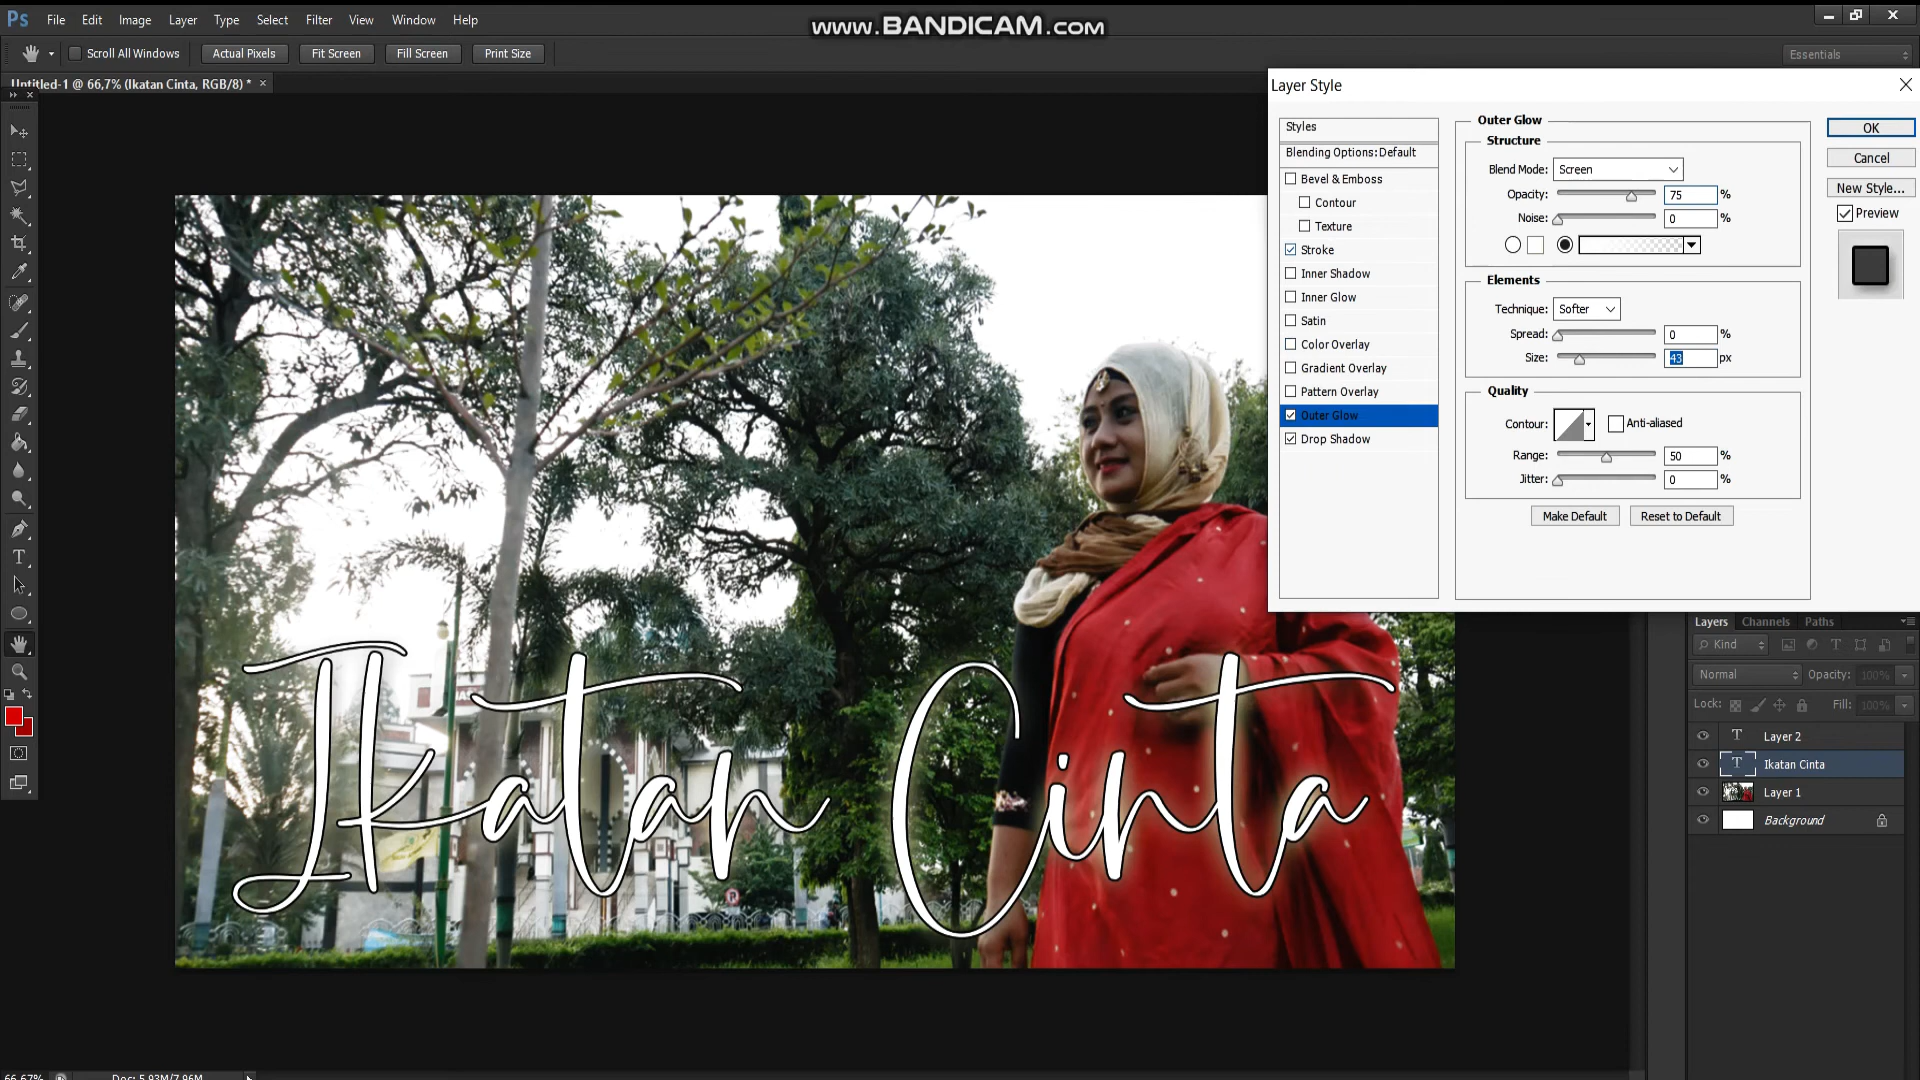 Ps File Edit Image Layer Type Select Filter View Window Help
www.BANDICAM.com
Scroll All Windows Actual Pixels Fit Screen Fill Screen Print Size
Essentials
Untitled-1 @ 66,7% (Ikatan Cinta, RGB/8) * ×
Layer Style
Styles
Blending Options:Default
Bevel & Emboss
Contour
Texture
Stroke
Inner Shadow
Inner Glow
Satin
Color Overlay
Gradient Overlay
Pattern Overlay
Outer Glow
Drop Shadow
Outer Glow
Structure
Blend Mode: Screen
Opacity: 75 %
Noise: 0 %
Elements
Technique: Softer
Spread: 0 %
Size: 43 px
Quality
Contour: Anti-aliased
Range: 50 %
Jitter: 0 %
Make Default Reset to Default
OK
Cancel
New Style...
Preview
Ikatan Cinta
Layers Channels Paths
Kind
Normal Opacity: 100%
Lock: Fill: 100%
T Layer 2
T Ikatan Cinta
Layer 1
Background
66,67% Doc: 5,93M/7,96M